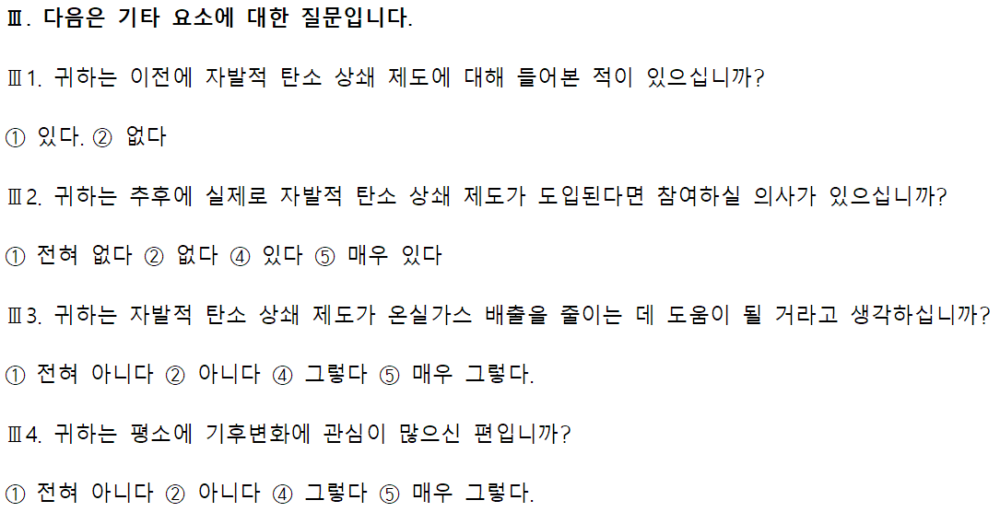 Ⅲ. 다음은 기타 요소에 대한 질문입니다.
Ⅲ1. 귀하는 이전에 자발적 탄소 상쇄 제도에 대해 들어본 적이 있으십니까?
① 있다. ② 없다
Ⅲ2. 귀하는 추후에 실제로 자발적 탄소 상쇄 제도가 도입된다면 참여하실 의사가 있으십니까?
① 전혀 없다 ② 없다 ④ 있다 ⑤ 매우 있다
Ⅲ3. 귀하는 자발적 탄소 상쇄 제도가 온실가스 배출을 줄이는 데 도움이 될 거라고 생각하십니까?
① 전혀 아니다 ② 아니다 ④ 그렇다 ⑤ 매우 그렇다.
Ⅲ4. 귀하는 평소에 기후변화에 관심이 많으신 편입니까?
① 전혀 아니다 ② 아니다 ④ 그렇다 ⑤ 매우 그렇다.